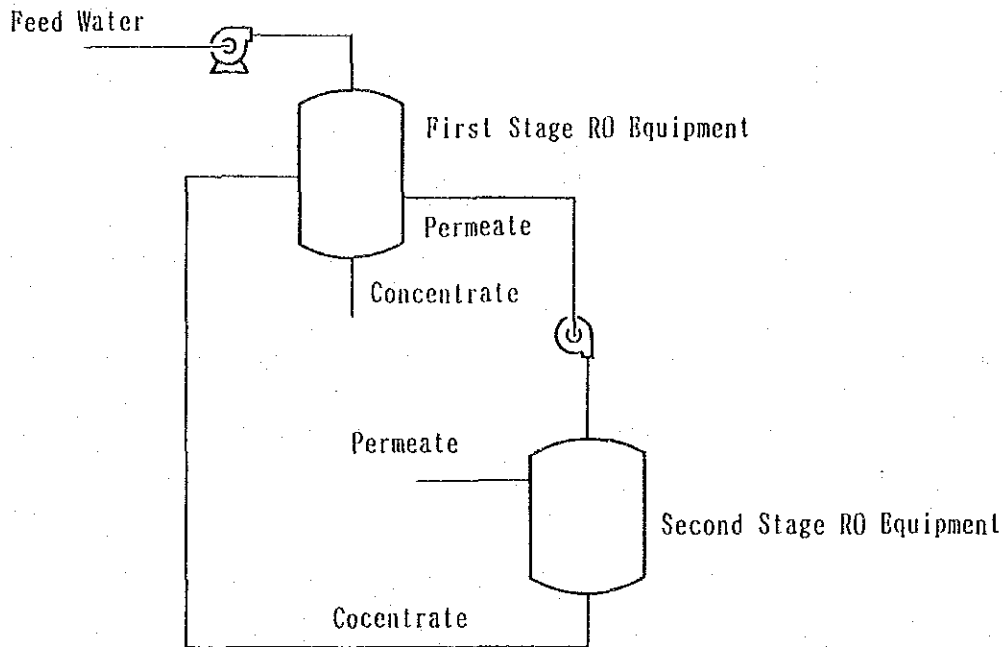 Feed Water
First Stage RO Equipment
Permeate
Concentrate
Permeate
Second Stage RO Equipment
Cocentrate